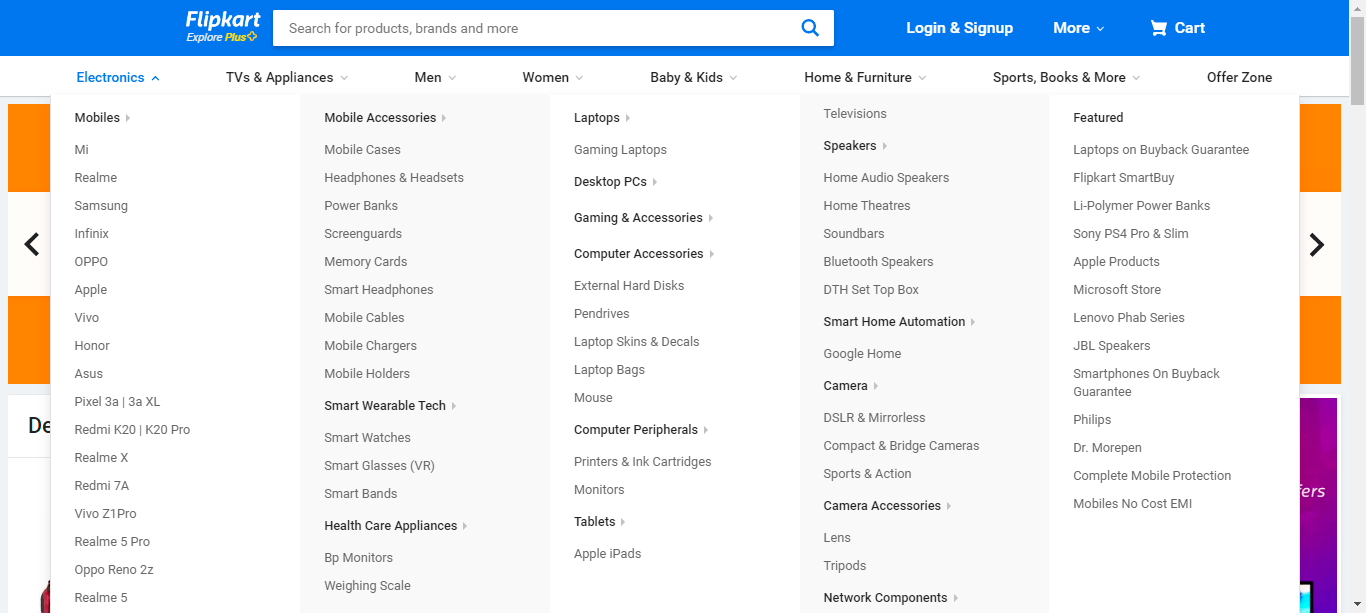 Flipkart
Explore Plus
Search for products, brands and more
Login & Signup
More
Cart
Electronics
TVs & Appliances
Men
Women
Baby & Kids
Home & Furniture
Sports, Books & More
Offer Zone
Mobiles
Mi
Realme
Samsung
Infinix
OPPO
Apple
Vivo
Honor
Asus
Pixel 3a | 3a XL
Redmi K20 | K20 Pro
Realme X
Redmi 7A
Vivo Z1Pro
Realme 5 Pro
Oppo Reno 2z
Realme 5
Mobile Accessories
Mobile Cases
Headphones & Headsets
Power Banks
Screenguards
Memory Cards
Smart Headphones
Mobile Cables
Mobile Chargers
Mobile Holders
Smart Wearable Tech
Smart Watches
Smart Glasses (VR)
Smart Bands
Health Care Appliances
Bp Monitors
Weighing Scale
Laptops
Gaming Laptops
Desktop PCs
Gaming & Accessories
Computer Accessories
External Hard Disks
Pendrives
Laptop Skins & Decals
Laptop Bags
Mouse
Computer Peripherals
Printers & Ink Cartridges
Monitors
Tablets
Apple iPads
Televisions
Speakers
Home Audio Speakers
Home Theatres
Soundbars
Bluetooth Speakers
DTH Set Top Box
Smart Home Automation
Google Home
Camera
DSLR & Mirrorless
Compact & Bridge Cameras
Sports & Action
Camera Accessories
Lens
Tripods
Network Components
Featured
Laptops on Buyback Guarantee
Flipkart SmartBuy
Li-Polymer Power Banks
Sony PS4 Pro & Slim
Apple Products
Microsoft Store
Lenovo Phab Series
JBL Speakers
Smartphones On Buyback
Guarantee
Philips
Dr. Morepen
Complete Mobile Protection
Mobiles No Cost EMI